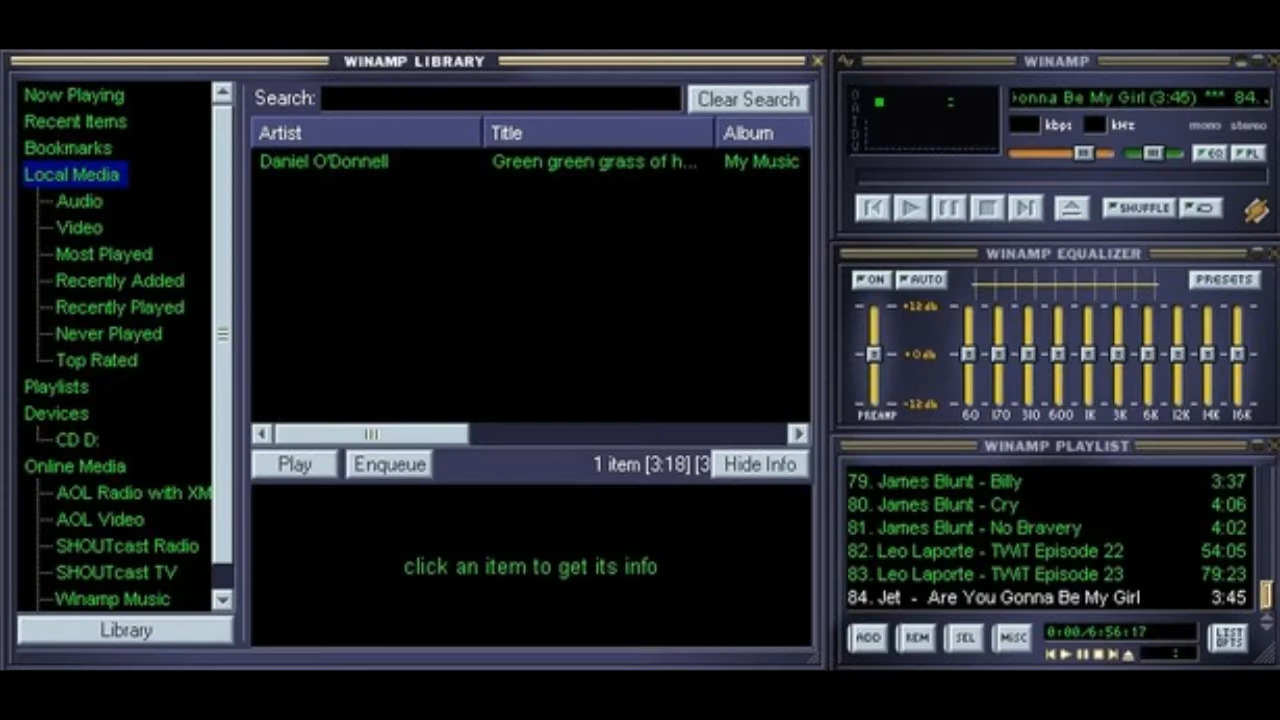 WINAMP LIBRARY
Now Playing
Recent Items
Bookmarks
Local Media
Audio
Video
Most Played
Recently Added
Recently Played
Never Played
Top Rated
Playlists
Devices
CD D:
Online Media
AOL Radio with XM
AOL Video
SHOUTcast Radio
SHOUTcast TV
Winamp Music
Library
Search:
Clear Search
Artist Title Album
Daniel O'Donnell Green green grass of h... My Music
Play Enqueue 1 item [3:18] [3 Hide Info
click an item to get its info
WINAMP
O A I D V
:
onna Be My Girl (3:45) *** 84.
kbps kHz mono stereo
EQ PL
SHUFFLE
WINAMP EQUALIZER
ON AUTO PRESETS
+12 db
+0 db
-12 db
PREAMP 60 170 310 600 1K 3K 6K 12K 14K 16K
WINAMP PLAYLIST
79. James Blunt - Billy 3:37
80. James Blunt - Cry 4:06
81. James Blunt - No Bravery 4:02
82. Leo Laporte - TWiT Episode 22 54:05
83. Leo Laporte - TWiT Episode 23 79:23
84. Jet - Are You Gonna Be My Girl 3:45
ADD REM SEL MISC 0:00/6:56:17 LIST OPTS
: